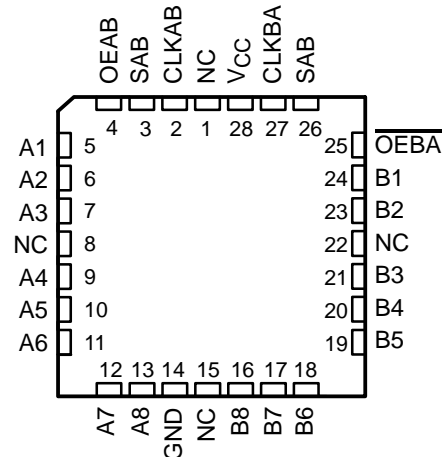 OEAB
SAB
CLKAB
NC
VCC
CLKBA
SAB
4 3 2 1 28 27 26
A1 5 25 OEBA
A2 6 24 B1
A3 7 23 B2
NC 8 22 NC
A4 9 21 B3
A5 10 20 B4
A6 11 19 B5
12 13 14 15 16 17 18
A7
A8
GND
NC
B8
B7
B6